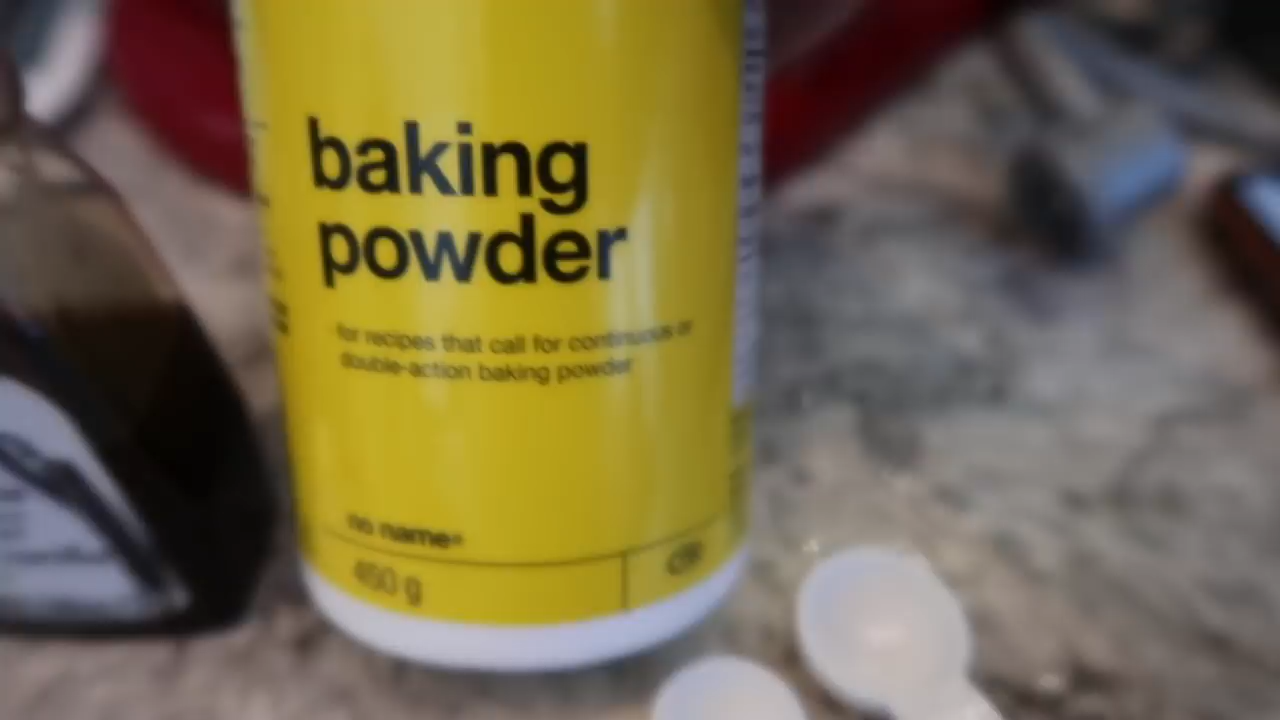 baking
powder
for recipes that call for continuous or
double-action baking powder
no name
450 g